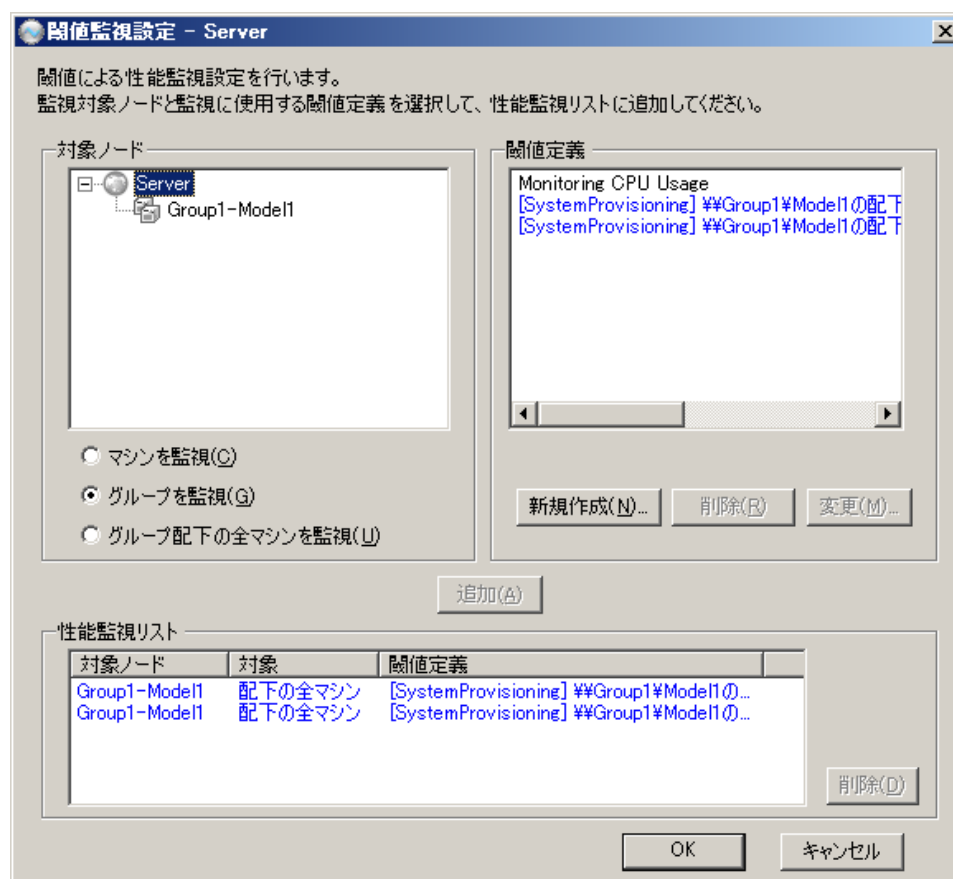 閾値監視設定 - Server
閾値による性能監視設定を行います。
監視対象ノードと監視に使用する閾値定義を選択して、性能監視リストに追加してください。
対象ノード
Server
Group1-Model1
マシンを監視(C)
グループを監視(G)
グループ配下の全マシンを監視(U)
閾値定義
Monitoring CPU Usage
[SystemProvisioning] ¥¥Group1¥Model1の配下
[SystemProvisioning] ¥¥Group1¥Model1の配下
新規作成(N)... 削除(R) 変更(M)...
追加(A)
性能監視リスト
対象ノード 対象 閾値定義
Group1-Model1 配下の全マシン [SystemProvisioning] ¥¥Group1¥Model1の...
Group1-Model1 配下の全マシン [SystemProvisioning] ¥¥Group1¥Model1の...
削除(D)
OK キャンセル